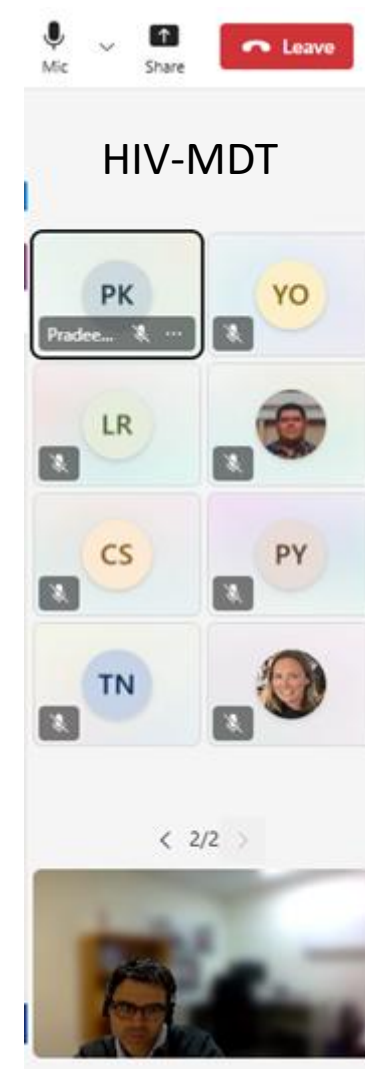 Mic
Share
Leave
HIV-MDT
PK
Pradee...
YO
LR
CS
PY
TN
2/2